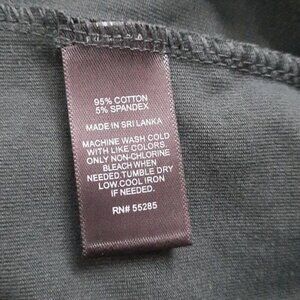 95% COTTON
5% SPANDEX
MADE IN SRI LANKA
MACHINE WASH COLD
WITH LIKE COLORS.
ONLY NON-CHLORINE
BLEACH WHEN
NEEDED.TUMBLE DRY
LOW.COOL IRON
IF NEEDED.
RN# 55285